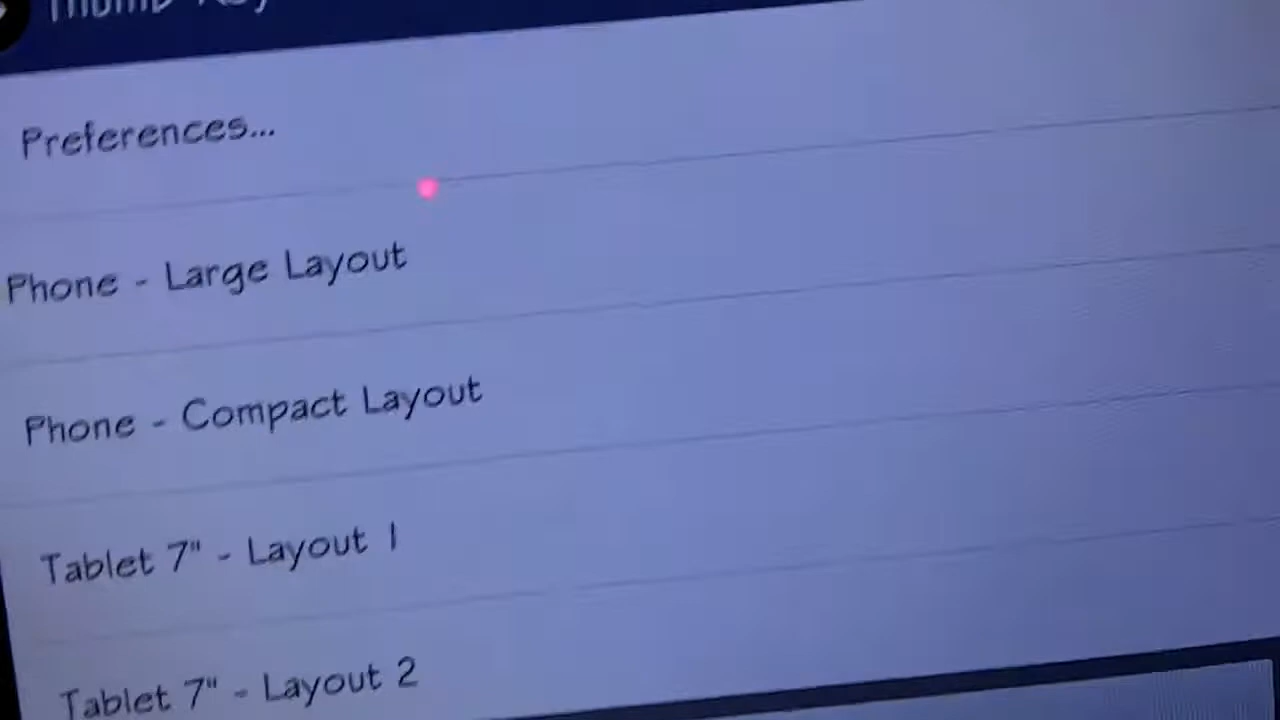 Preferences...
Phone - Large Layout
Phone - Compact Layout
Tablet 7" - Layout 1
Tablet 7" - Layout 2